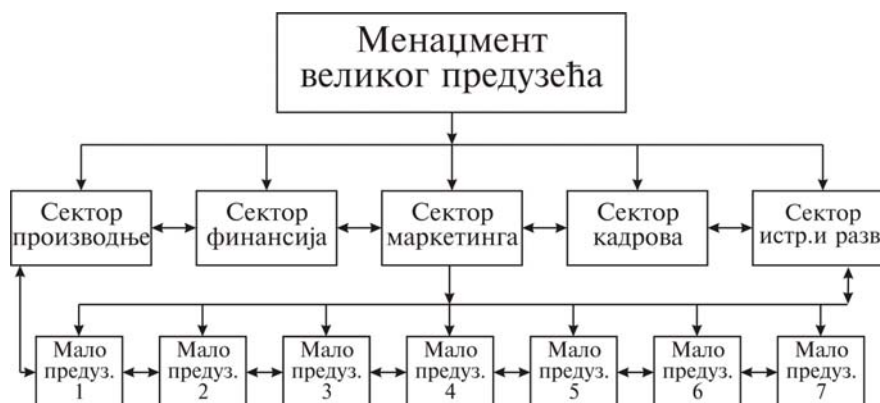 Менаџмент
великог предузећа
Сектор
производње
Сектор
финансија
Сектор
маркетинга
Сектор
кадрова
Сектор
истр.и разв
Мало
предуз.
1
Мало
предуз.
2
Мало
предуз.
3
Мало
предуз.
4
Мало
предуз.
5
Мало
предуз.
6
Мало
предуз.
7